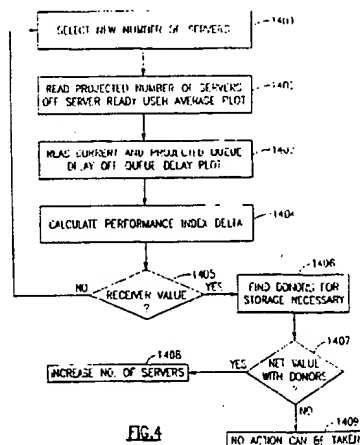 1401
SELECT NEW NUMBER OF SERVERS
1402
READ PROJECTED NUMBER OF SERVERS
OFF SERVER READY USER AVERAGE PLOT
1403
READ CURRENT AND PROJECTED QUEUE
DELAY OFF QUEUE DELAY PLOT
1404
CALCULATE PERFORMANCE INDEX DELTA
1405
NO
RECEIVER VALUE
?
YES
1406
FIND DONORS FOR
STORAGE NECESSARY
1407
NET VALUE
WITH DONORS
?
YES
1408
INCREASE NO. OF SERVERS
NO
1409
NO ACTION CAN BE TAKEN
FIG.4